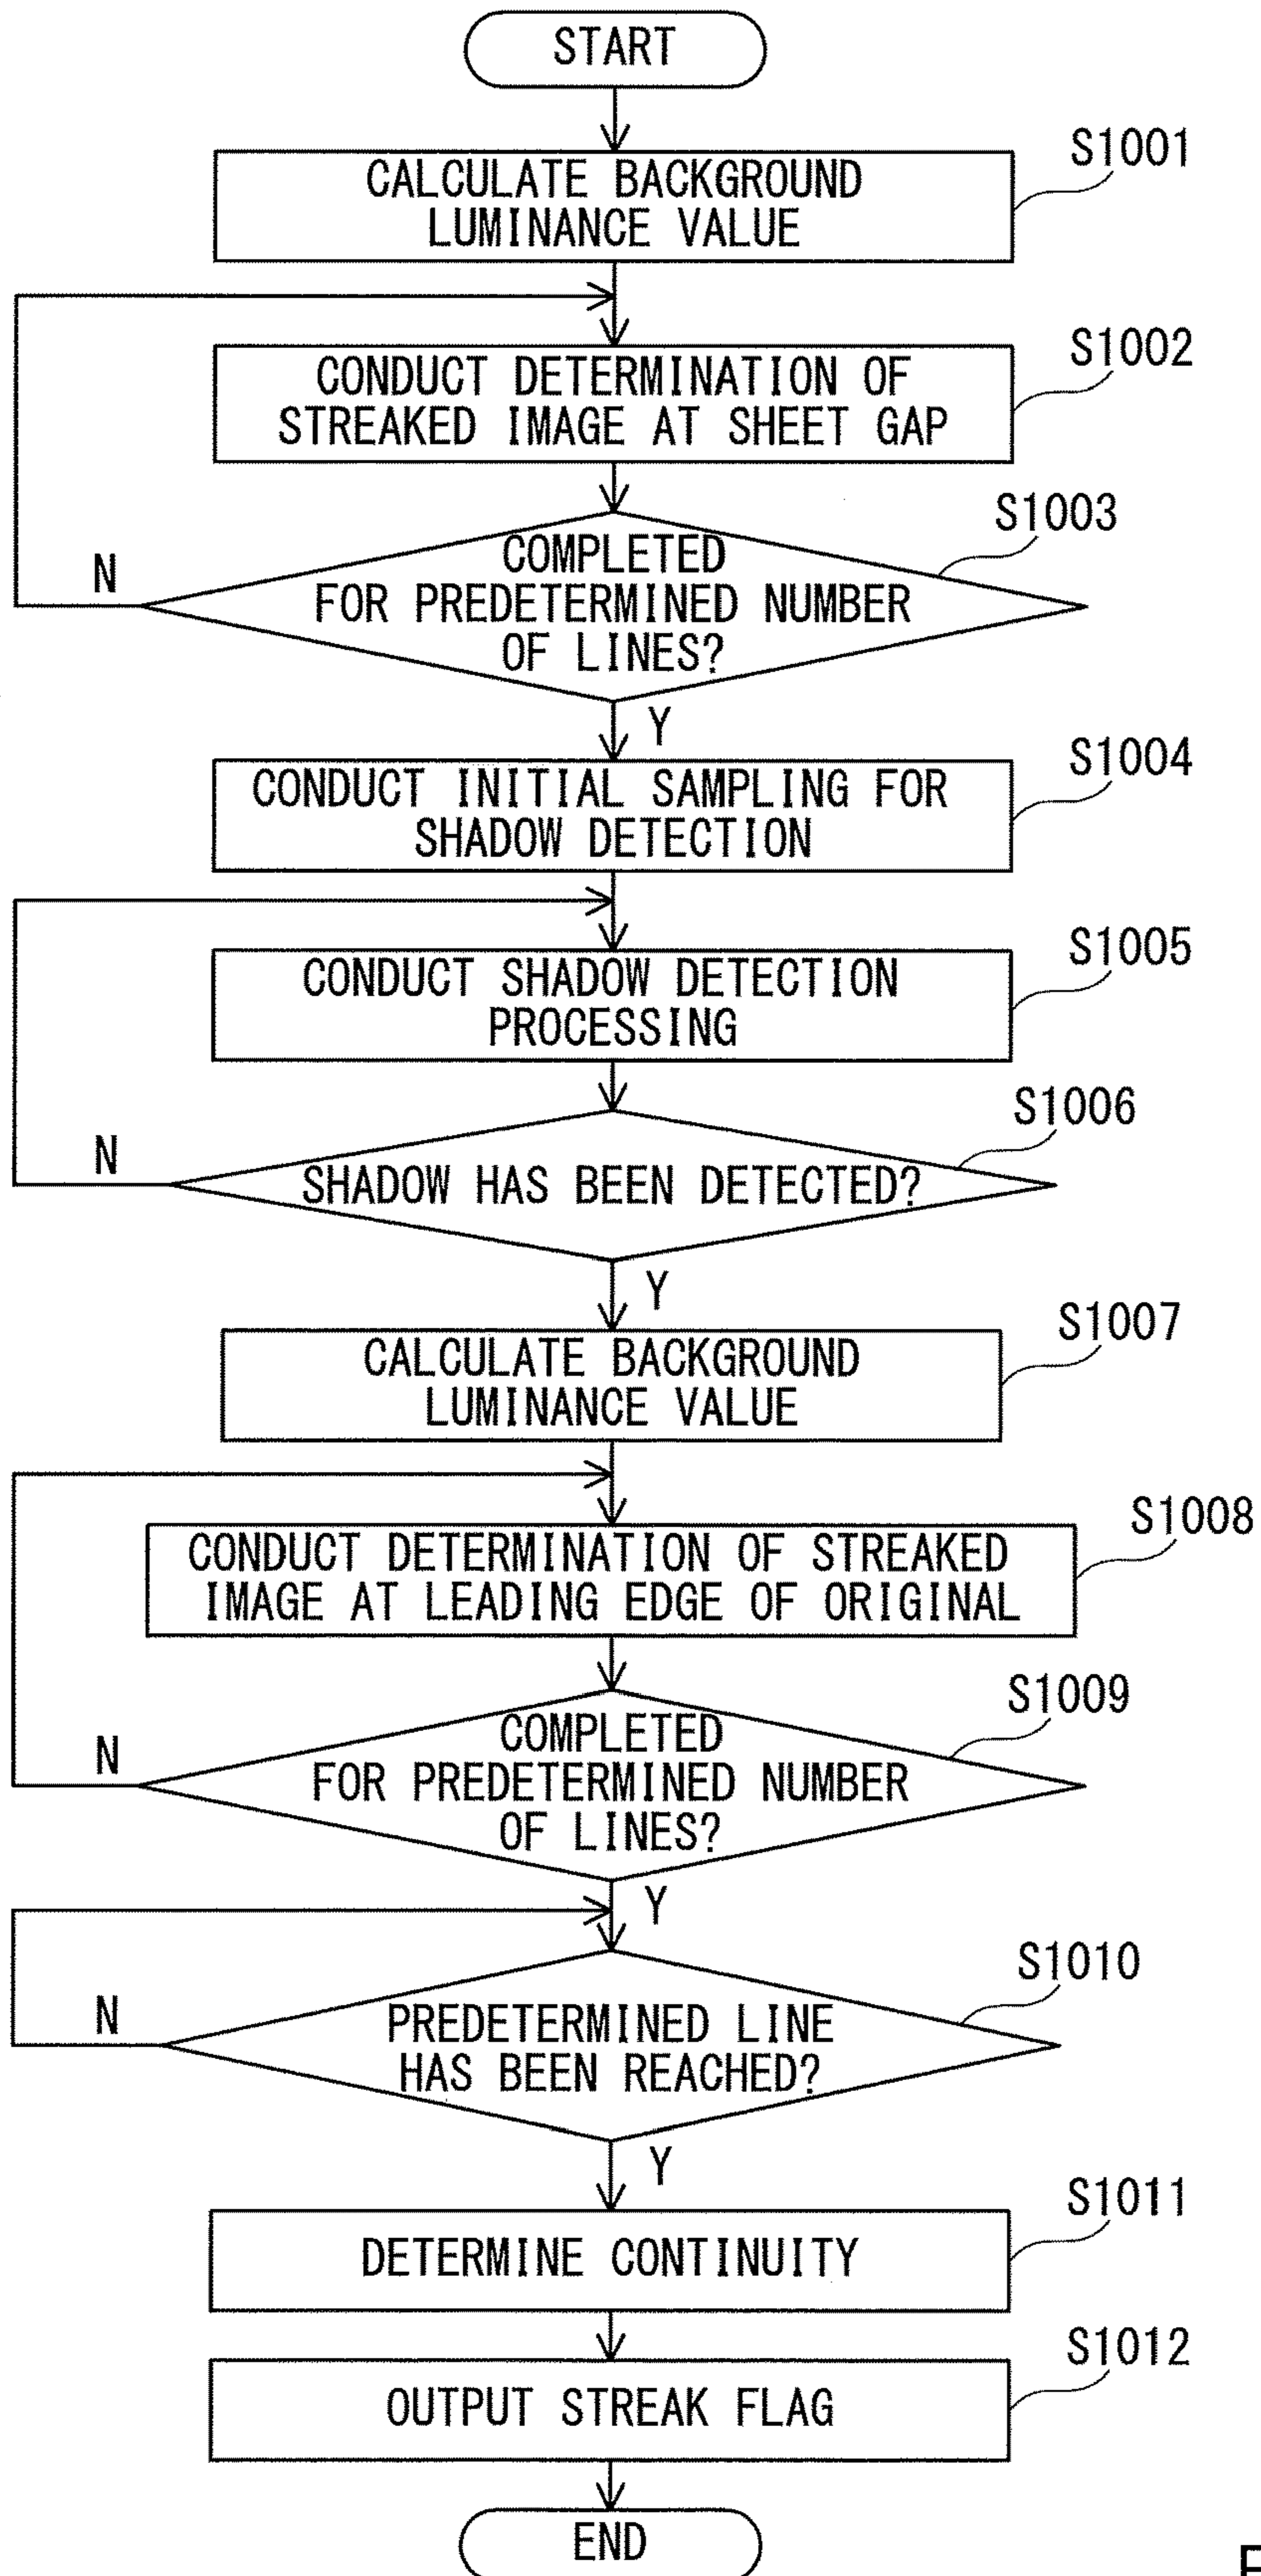 START
S1001
CALCULATE BACKGROUND
LUMINANCE VALUE
S1002
CONDUCT DETERMINATION OF
STREAKED IMAGE AT SHEET GAP
S1003
COMPLETED
FOR PREDETERMINED NUMBER
OF LINES?
N
Y
S1004
CONDUCT INITIAL SAMPLING FOR
SHADOW DETECTION
S1005
CONDUCT SHADOW DETECTION
PROCESSING
S1006
N
SHADOW HAS BEEN DETECTED?
Y
S1007
CALCULATE BACKGROUND
LUMINANCE VALUE
S1008
CONDUCT DETERMINATION OF STREAKED
IMAGE AT LEADING EDGE OF ORIGINAL
S1009
COMPLETED
FOR PREDETERMINED NUMBER
OF LINES?
N
Y
S1010
N
PREDETERMINED LINE
HAS BEEN REACHED?
Y
S1011
DETERMINE CONTINUITY
S1012
OUTPUT STREAK FLAG
END